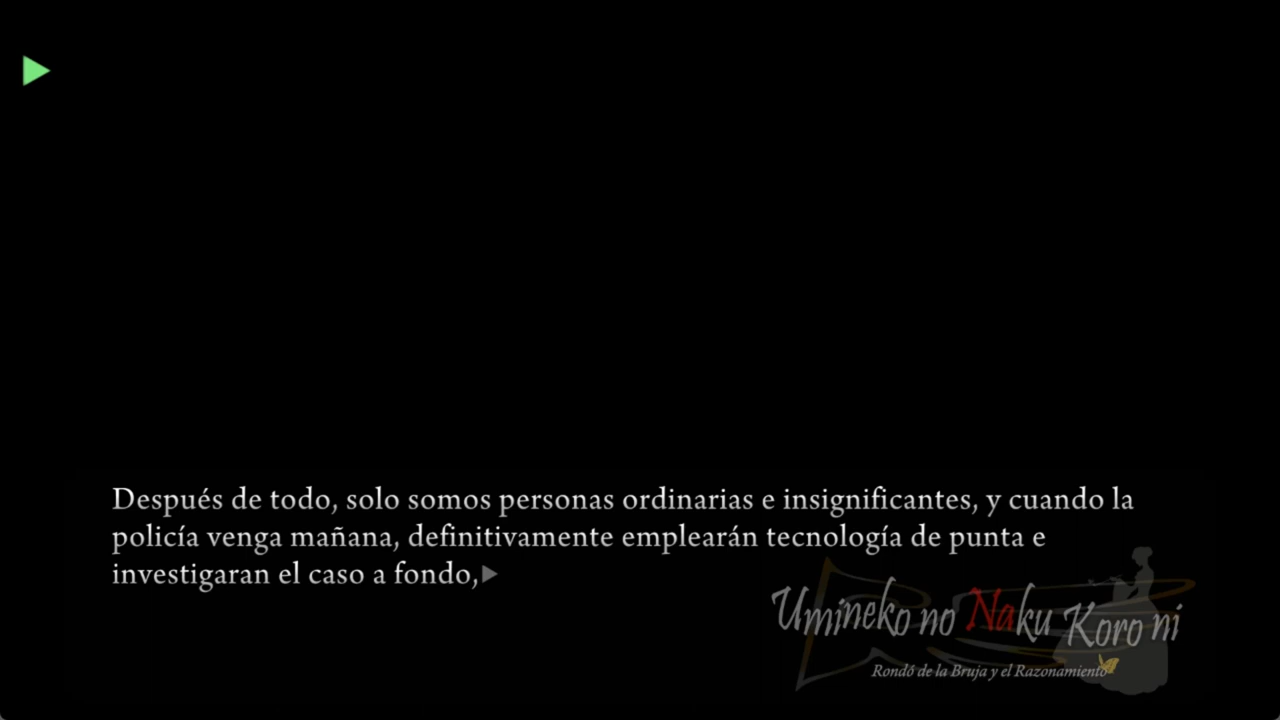 Después de todo, solo somos personas ordinarias e insignificantes, y cuando la
policía venga mañana, definitivamente emplearán tecnología de punta e
investigaran el caso a fondo,
Umineko no Naku Koro ni
Rondó de la Bruja y el Razonamiento